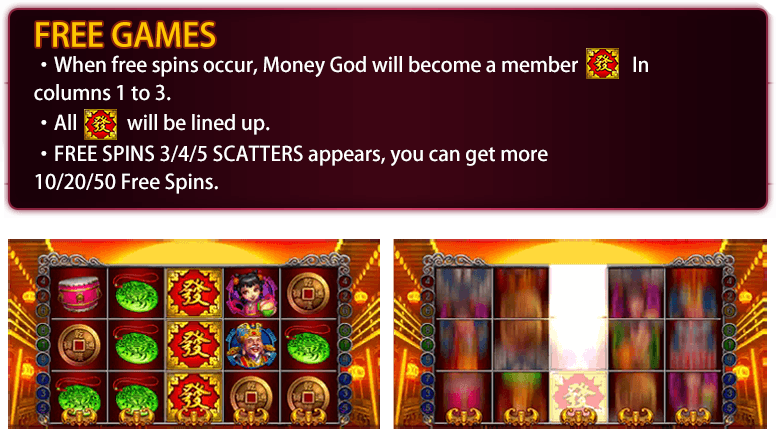 FREE GAMES
・When free spins occur, Money God will become a member 發 In
columns 1 to 3.
・All 發 will be lined up.
・FREE SPINS 3/4/5 SCATTERS appears, you can get more
10/20/50 Free Spins.
發
發
發
發